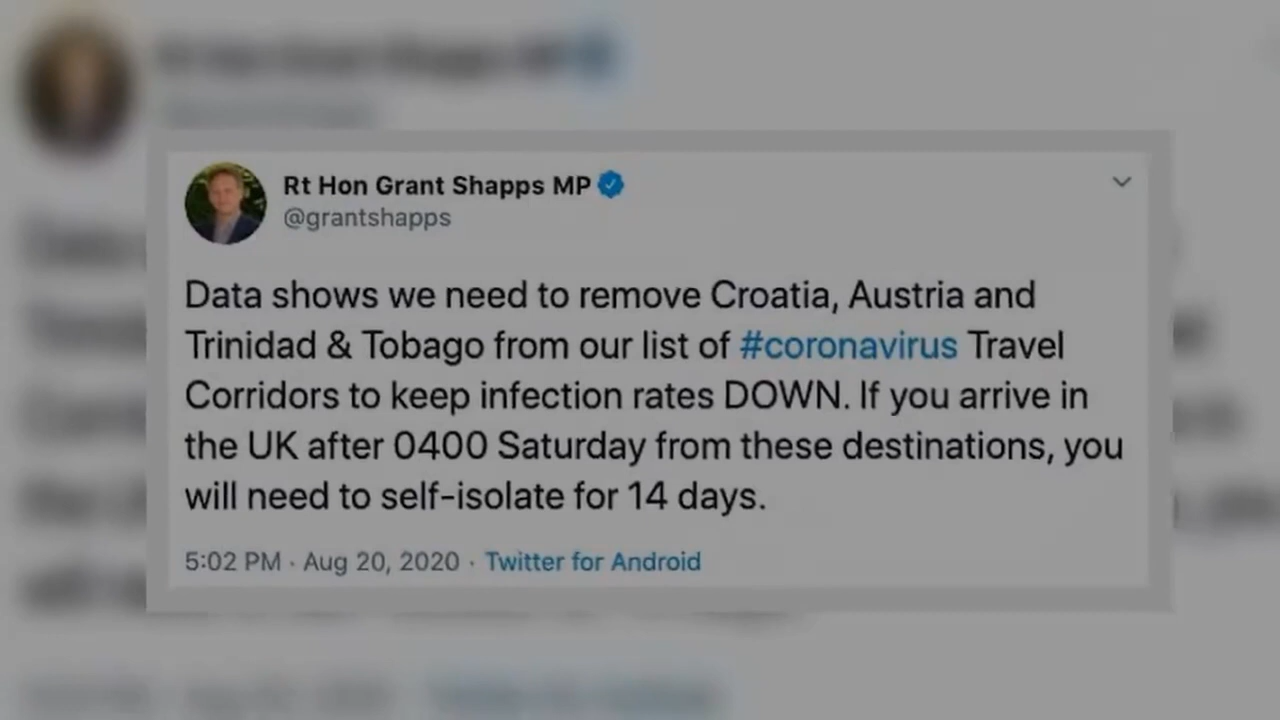 Rt Hon Grant Shapps MP
@grantshapps
Data shows we need to remove Croatia, Austria and
Trinidad & Tobago from our list of #coronavirus Travel
Corridors to keep infection rates DOWN. If you arrive in
the UK after 0400 Saturday from these destinations, you
will need to self-isolate for 14 days.
5:02 PM · Aug 20, 2020 · Twitter for Android